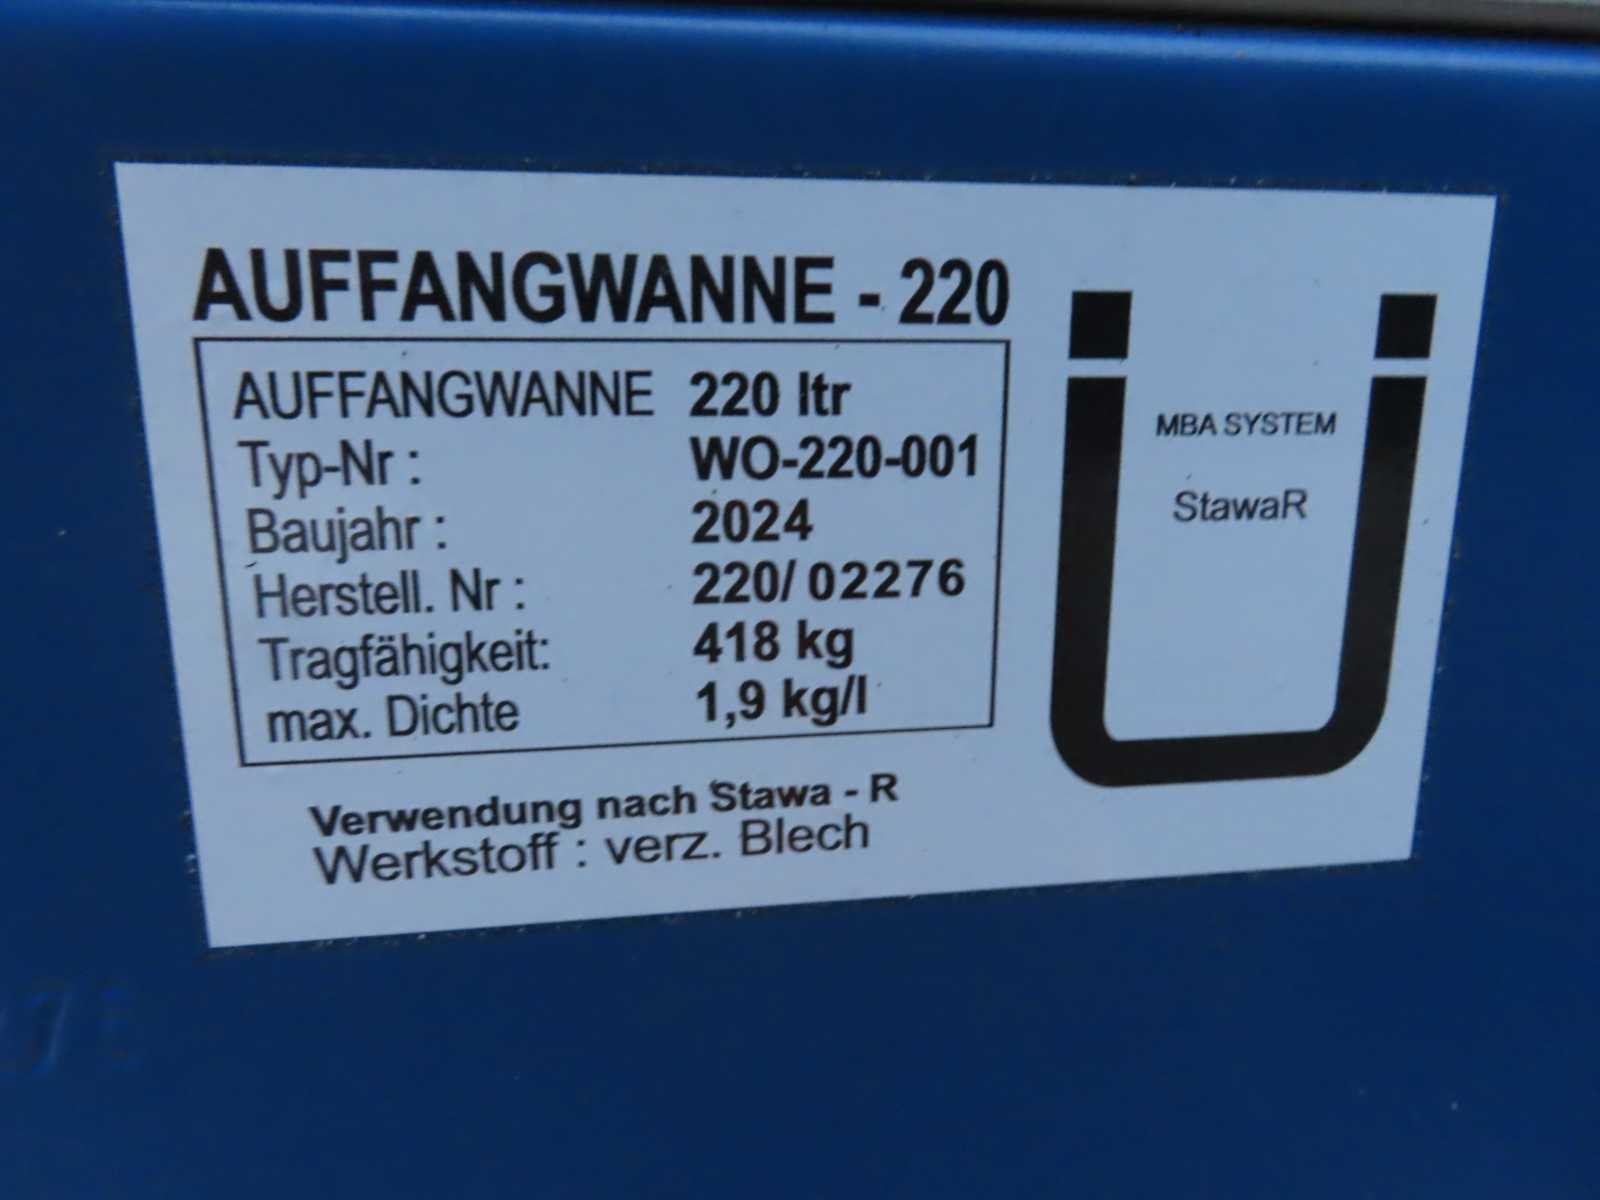 AUFFANGWANNE - 220
AUFFANGWANNE 220 ltr
Typ-Nr : WO-220-001
Baujahr : 2024
Herstell. Nr : 220/ 02276
Tragfähigkeit: 418 kg
max. Dichte 1,9 kg/l
Verwendung nach Stawa - R
Werkstoff : verz. Blech
Ü
MBA SYSTEM
StawaR